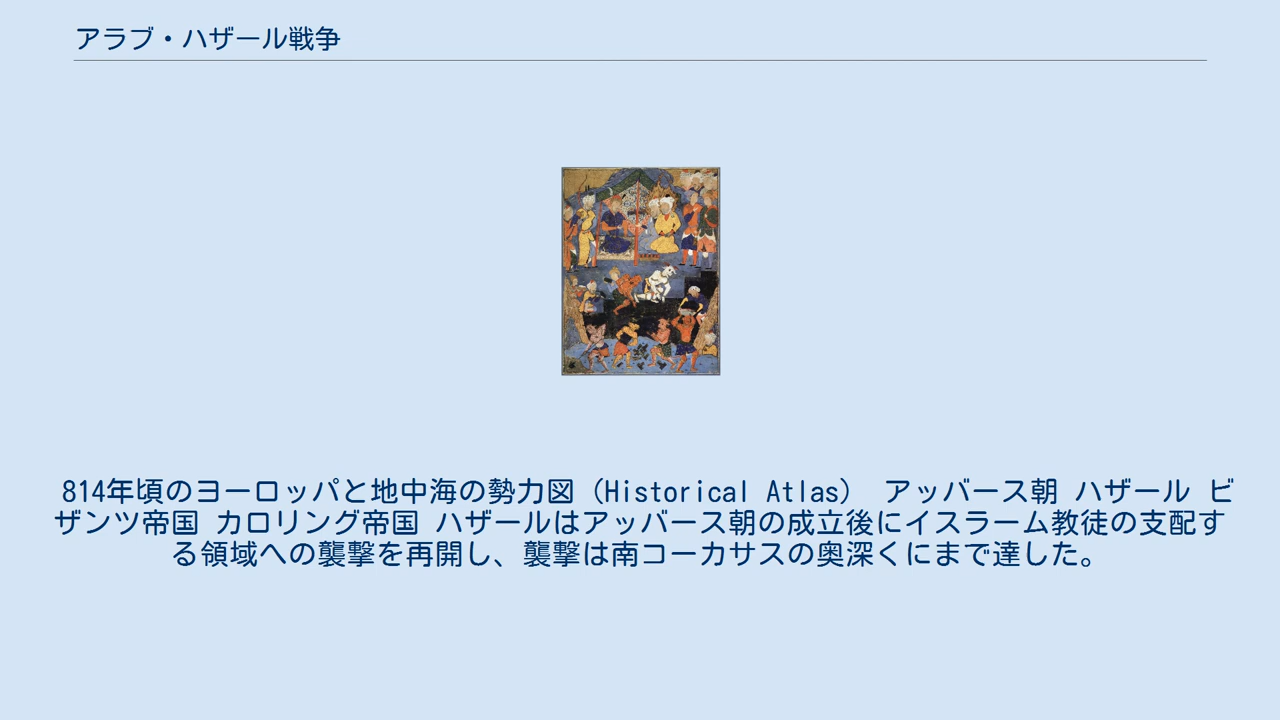 アラブ・ハザール戦争
814年頃のヨーロッパと地中海の勢力図（Historical Atlas） アッバース朝 ハザール ビ
ザンツ帝国 カロリング帝国 ハザールはアッバース朝の成立後にイスラーム教徒の支配す
る領域への襲撃を再開し、襲撃は南コーカサスの奥深くにまで達した。